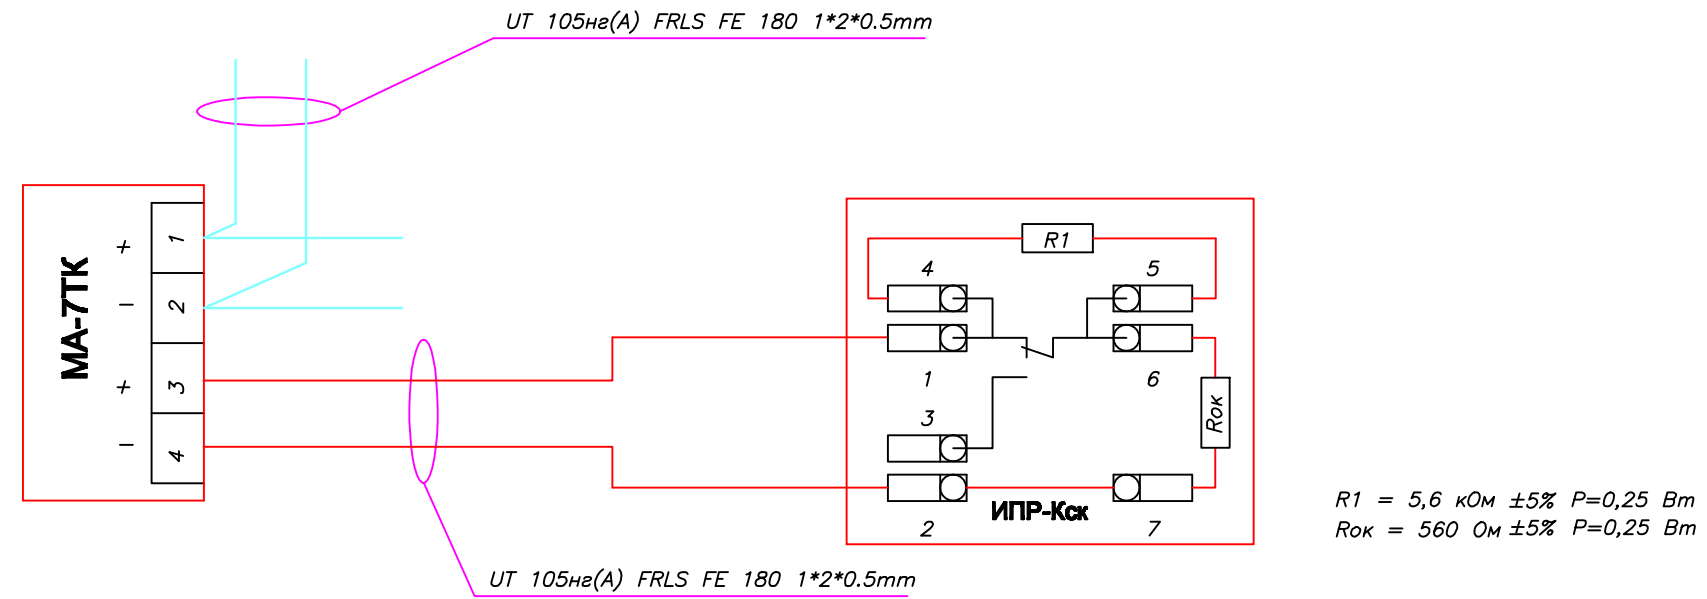 UT 105нг(А) FRLS FE 180 1*2*0.5mm
МА-7ТК
+
1
−
2
+
3
−
4
R1
4
5
1
6
3
Rок
2
7
ИПР-Кск
R1 = 5,6 кОм ±5% P=0,25 Вт
Rок = 560 Ом ±5% P=0,25 Вт
UT 105нг(А) FRLS FE 180 1*2*0.5mm